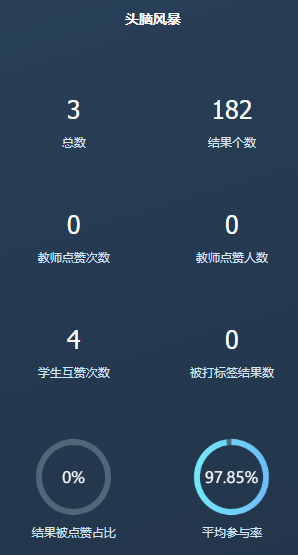 头脑风暴
3 182
总数 结果个数
0 0
教师点赞次数 教师点赞人数
4 0
学生互赞次数 被打标签结果数
0% 97.85%
结果被点赞占比 平均参与率